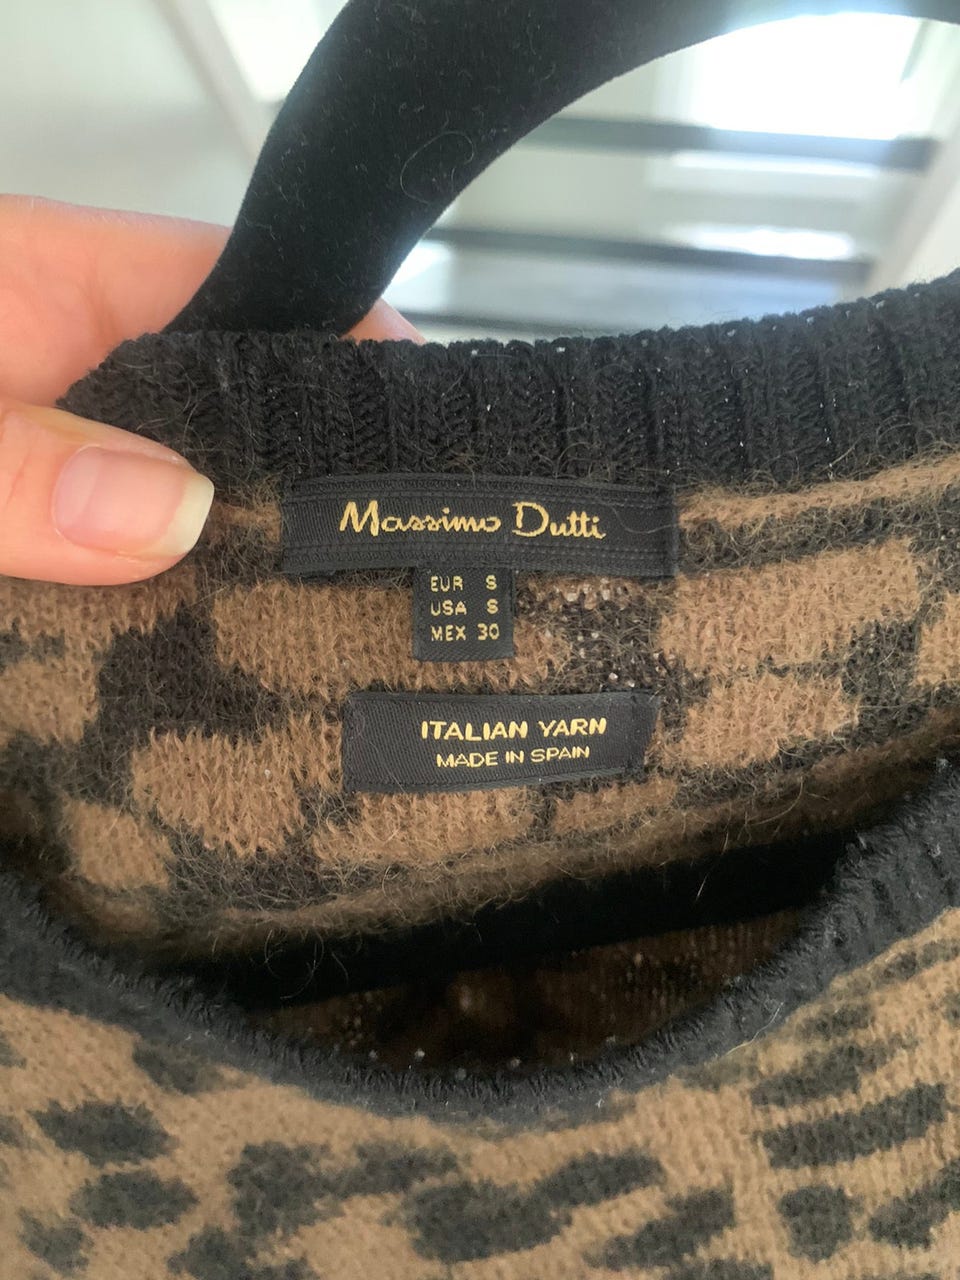 Massimo Dutti
EUR S
USA S
MEX 30
ITALIAN YARN
MADE IN SPAIN